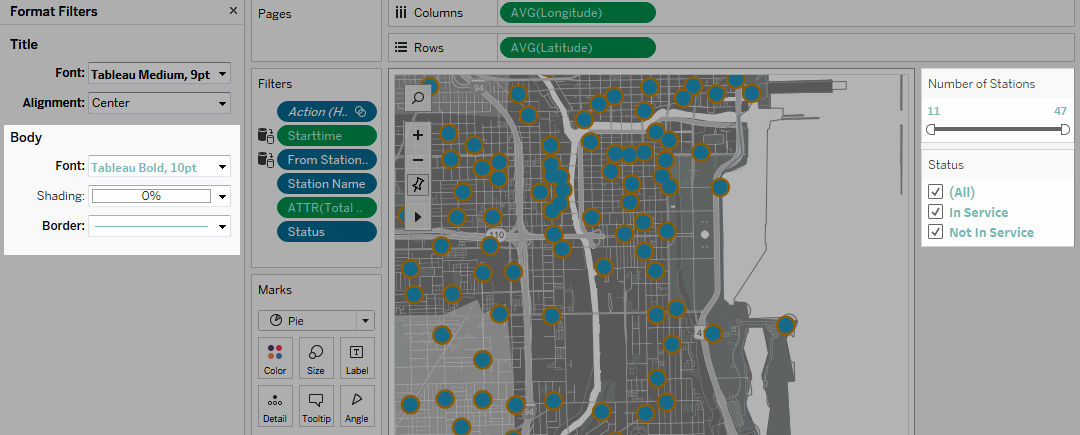 Format Filters
Title
Font: Tableau Medium, 9pt
Alignment: Center
Body
Font: Tableau Bold, 10pt
Shading: 0%
Border:
Pages
Filters
Action (H..
Starttime
From Station..
Station Name
ATTR(Total ..
Status
Marks
Pie
Color Size Label
Detail Tooltip Angle
Columns AVG(Longitude)
Rows AVG(Latitude)
94
110
4
94
Number of Stations
11 47
Status
(All)
In Service
Not In Service